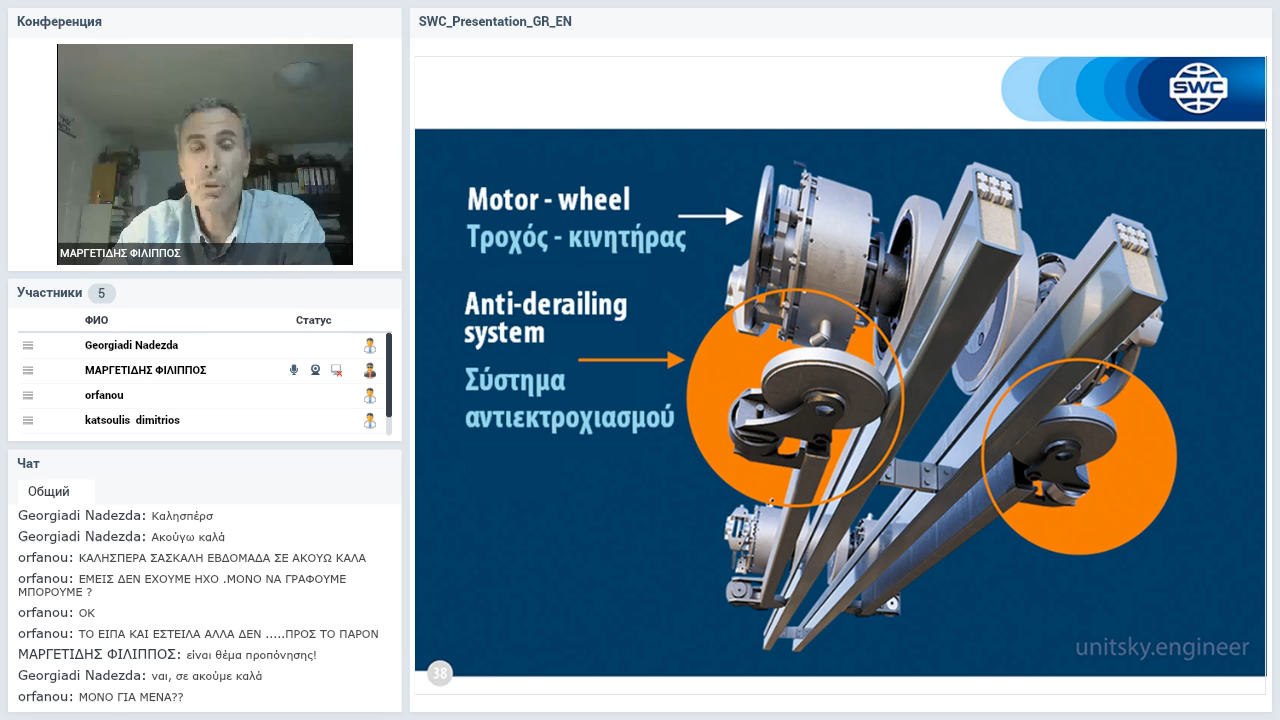 Конференция
ΜΑΡΓΕΤΙΔΗΣ ΦΙΛΙΠΠΟΣ
Участники 5
ФИО Статус
Georgiadi Nadezda
ΜΑΡΓΕΤΙΔΗΣ ΦΙΛΙΠΠΟΣ
orfanou
katsoulis dimitrios
Чат
Общий
Georgiadi Nadezda: Καλησπέρσ
Georgiadi Nadezda: Ακούγω καλά
orfanou: ΚΑΛΗΣΠΕΡΑ ΣΑΣΚΑΛΗ ΕΒΔΟΜΑΔΑ ΣΕ ΑΚΟΥΩ ΚΑΛΑ
orfanou: ΕΜΕΙΣ ΔΕΝ ΕΧΟΥΜΕ ΗΧΟ .ΜΟΝΟ ΝΑ ΓΡΑΦΟΥΜΕ
ΜΠΟΡΟΥΜΕ ?
orfanou: ΟΚ
orfanou: ΤΟ ΕΙΠΑ ΚΑΙ ΕΣΤΕΙΛΑ ΑΛΛΑ ΔΕΝ .....ΠΡΟΣ ΤΟ ΠΑΡΟΝ
ΜΑΡΓΕΤΙΔΗΣ ΦΙΛΙΠΠΟΣ: είναι θέμα προπόνησης!
Georgiadi Nadezda: ναι, σε ακούμε καλά
orfanou: ΜΟΝΟ ΓΙΑ ΜΕΝΑ??
SWC_Presentation_GR_EN
SWC
Motor - wheel
Τροχός - κινητήρας
Anti-derailing
system
Σύστημα
αντιεκτροχιασμού
unitsky.engineer
38